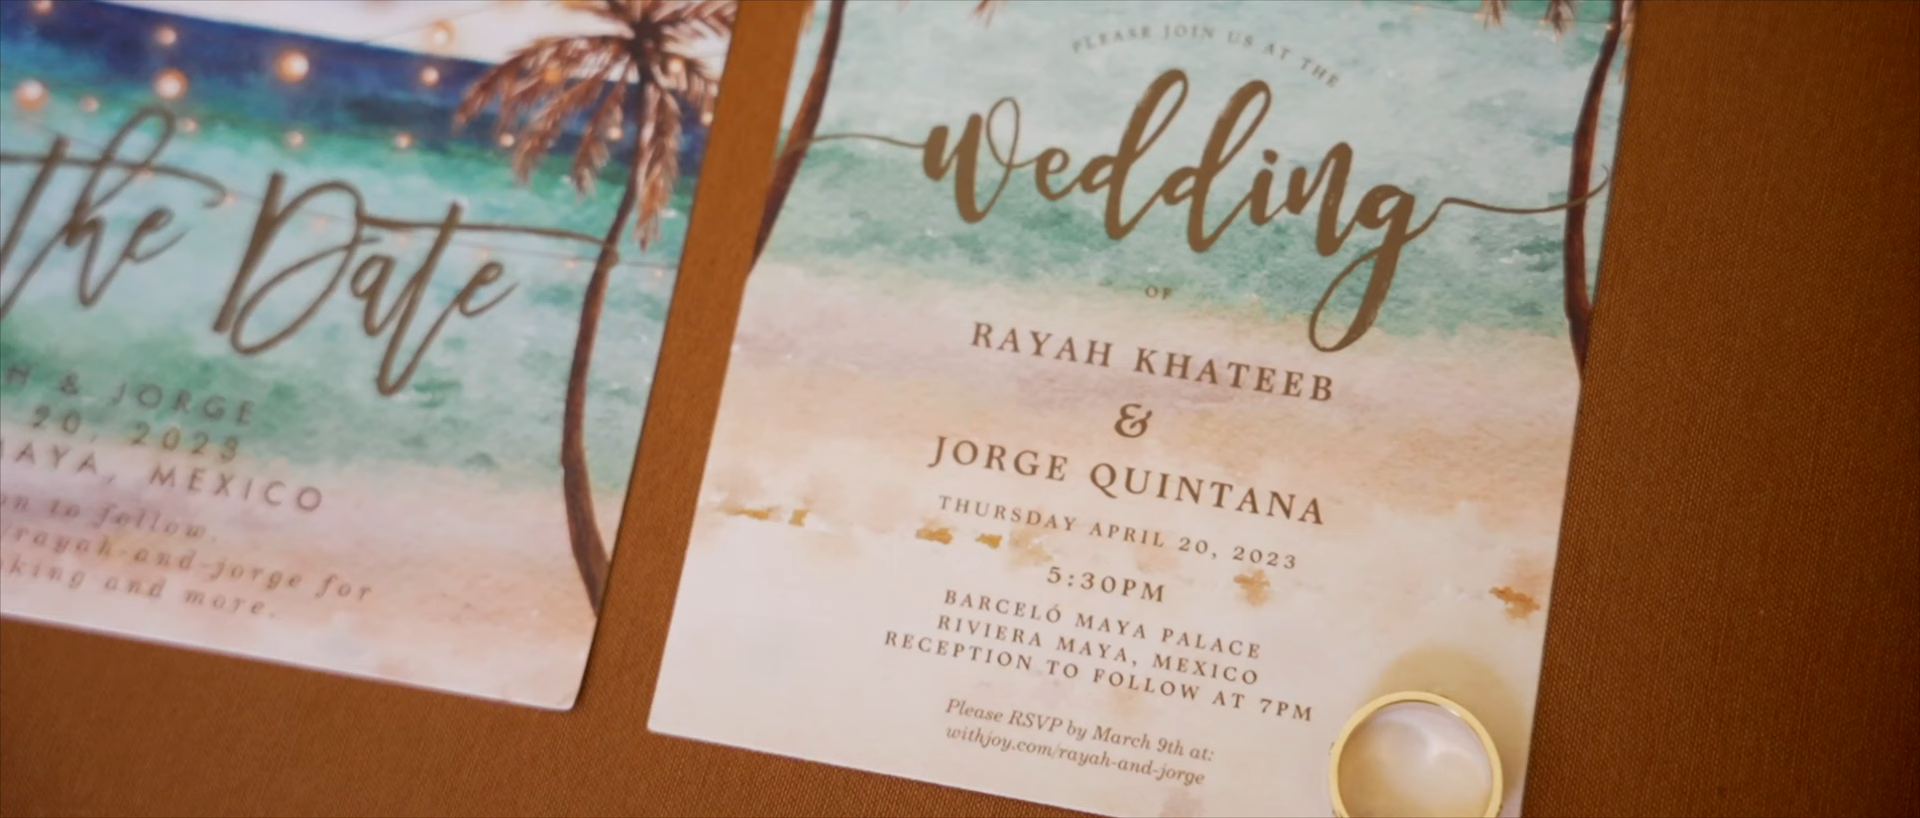 the Date
H & JORGE
20, 2023
MAYA, MEXICO
on to follow.
/rayah-and-jorge for
king and more.
PLEASE JOIN US AT THE
wedding
OF
RAYAH KHATEEB
&
JORGE QUINTANA
THURSDAY APRIL 20, 2023
5:30PM
BARCELÓ MAYA PALACE
RIVIERA MAYA, MEXICO
RECEPTION TO FOLLOW AT 7PM
Please RSVP by March 9th at:
withjoy.com/rayah-and-jorge